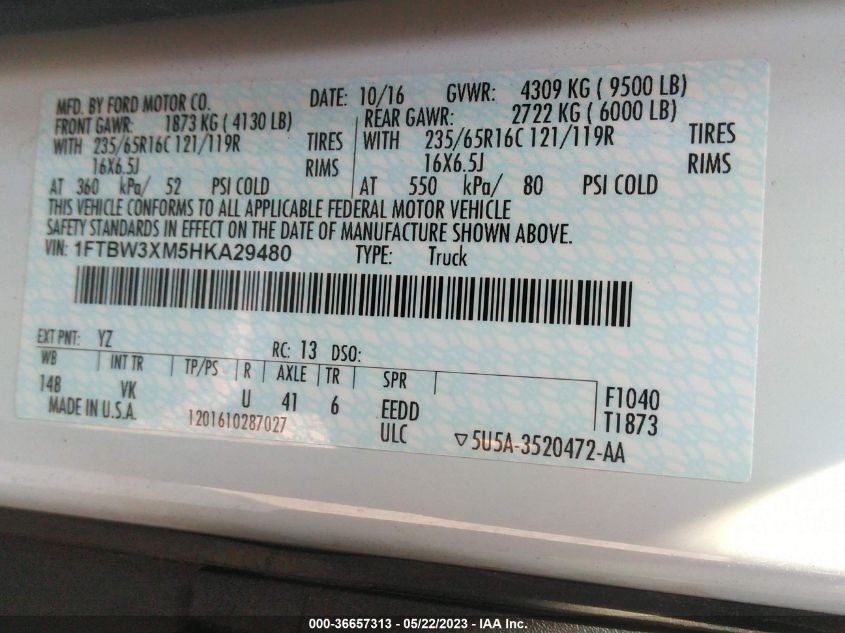 MFD. BY FORD MOTOR CO. DATE: 10/16 GVWR: 4309 KG ( 9500 LB)
FRONT GAWR: 1873 KG ( 4130 LB) REAR GAWR: 2722 KG ( 6000 LB)
WITH 235/65R16C 121/119R TIRES WITH 235/65R16C 121/119R TIRES
16X6.5J RIMS 16X6.5J RIMS
AT 360 kPa/ 52 PSI COLD AT 550 kPa/ 80 PSI COLD
THIS VEHICLE CONFORMS TO ALL APPLICABLE FEDERAL MOTOR VEHICLE
SAFETY STANDARDS IN EFFECT ON THE DATE OF MANUFACTURE SHOWN ABOVE.
VIN: 1FTBW3XM5HKA29480 TYPE: Truck
EXT PNT: YZ RC: 13 DSO:
WB INT TR TP/PS R AXLE TR SPR
14B VK U 41 6 EEDD F1040
MADE IN U.S.A. 1201610287027 ULC T1873
▽5U5A-3520472-AA
000-36657313 - 05/22/2023 - IAA Inc.